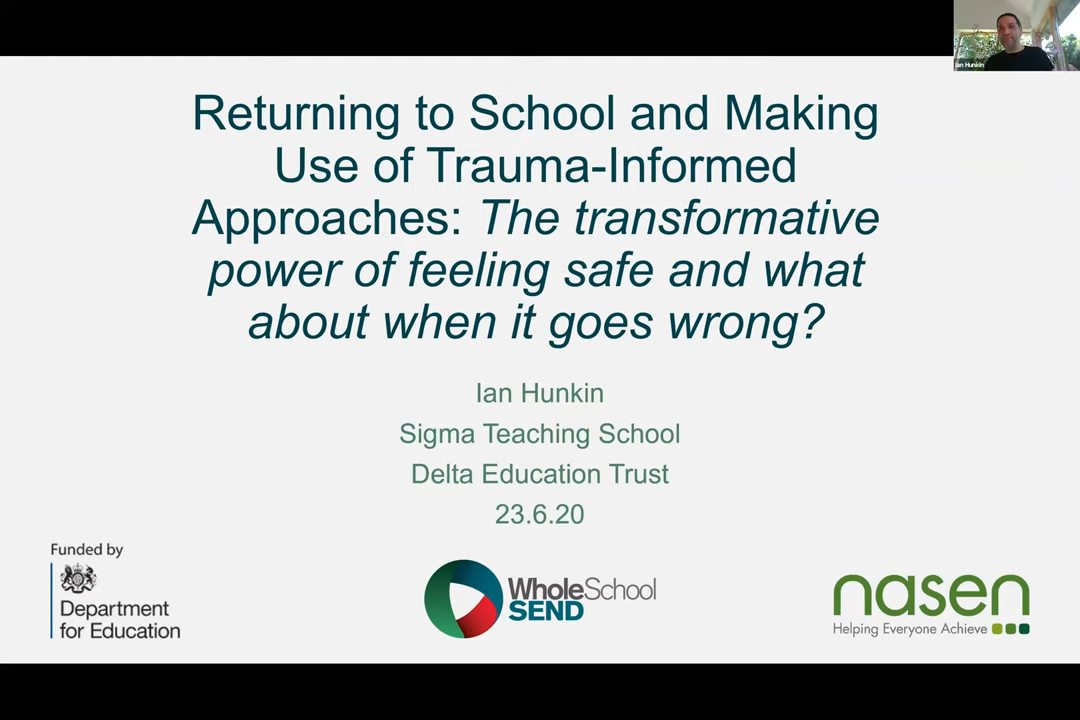 Ian Hunkin
Returning to School and Making
Use of Trauma-Informed
Approaches: The transformative
power of feeling safe and what
about when it goes wrong?
Ian Hunkin
Sigma Teaching School
Delta Education Trust
23.6.20
Funded by
Department
for Education
WholeSchool
SEND
nasen
Helping Everyone Achieve